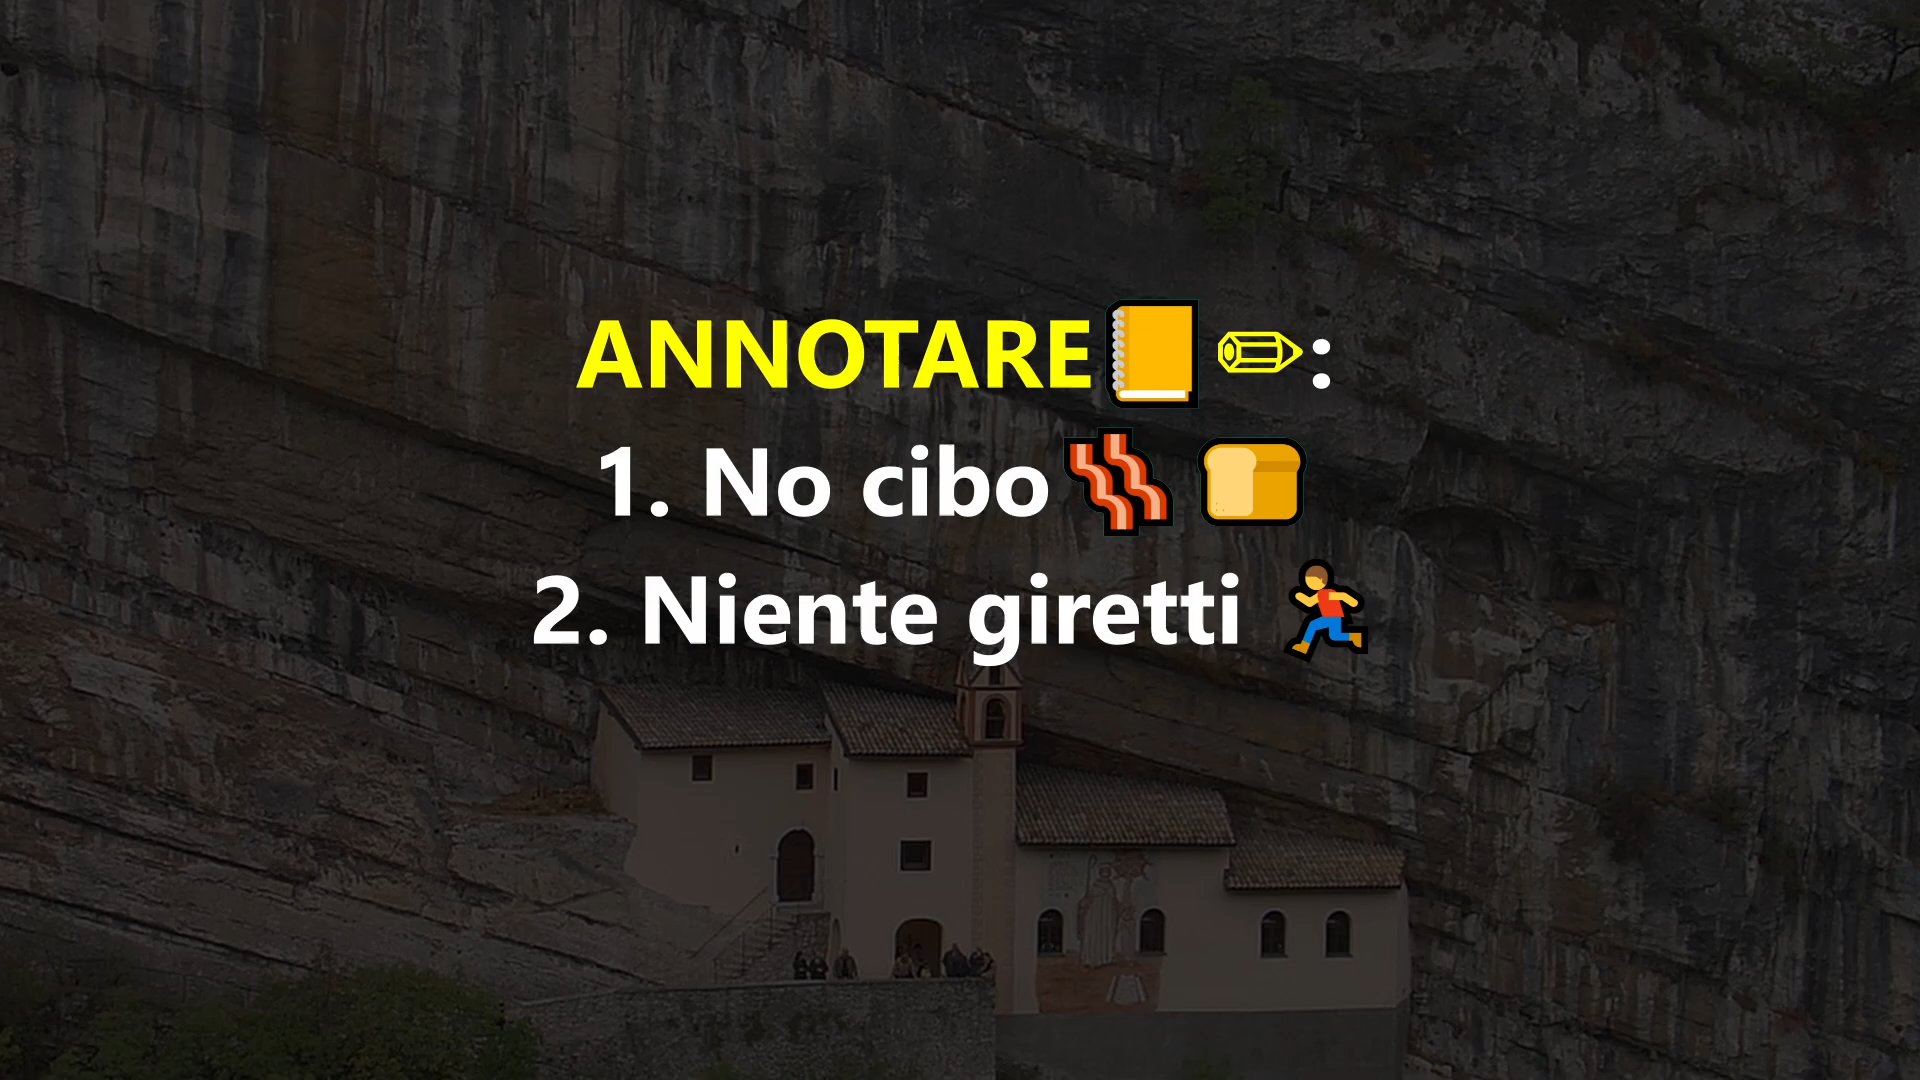 ANNOTARE📒✏:
1. No cibo🥓🍞
2. Niente giretti 🏃